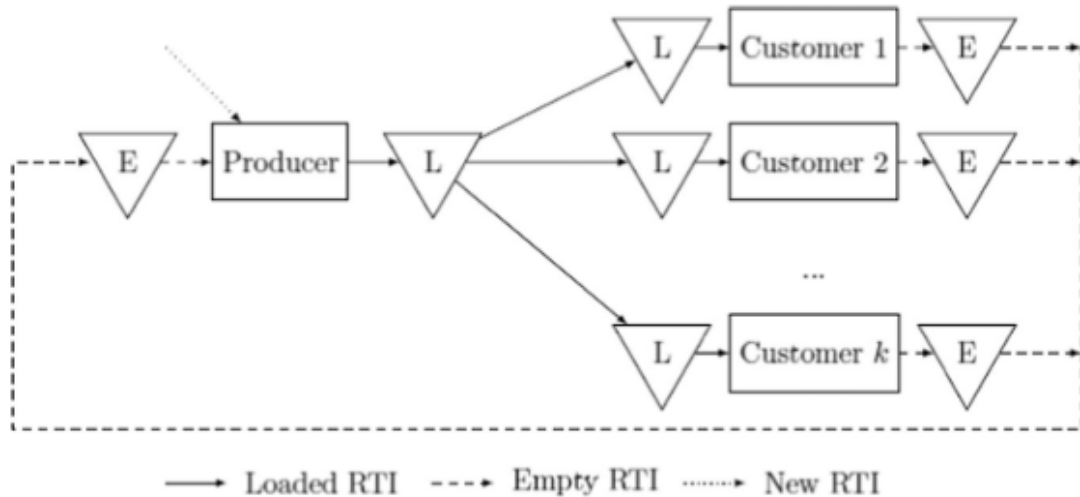 L Customer 1 E
E Producer L L Customer 2 E
...
L Customer k E
Loaded RTI Empty RTI New RTI